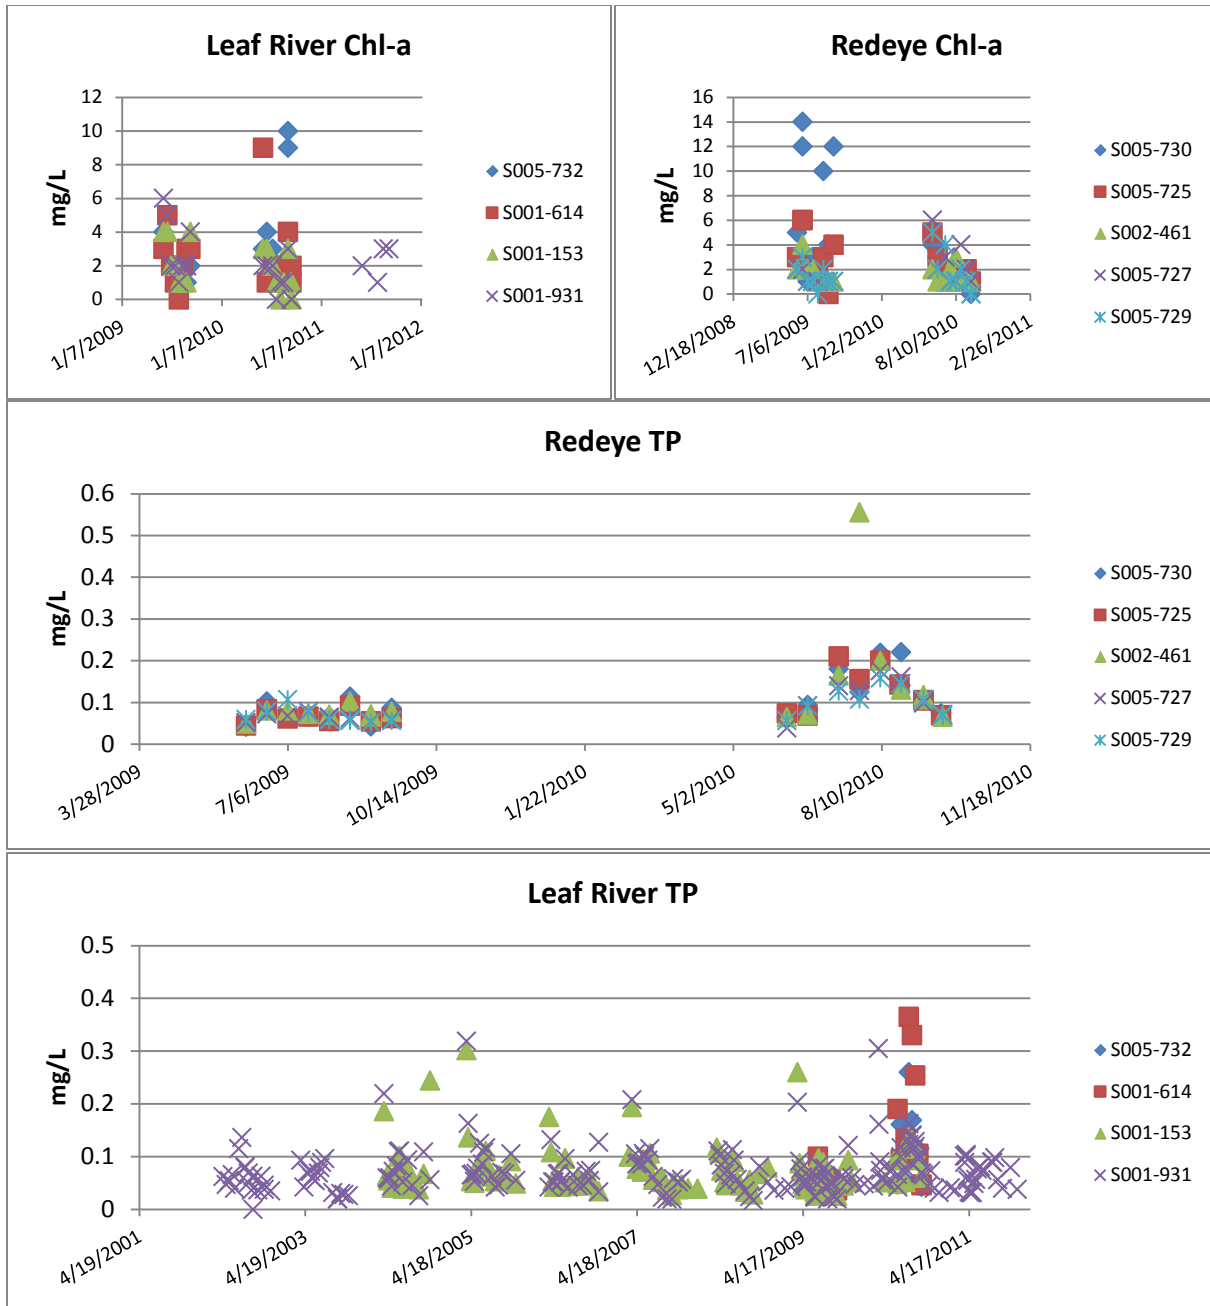 Leaf River Chl-a
12
10
8
6
4
2
0
mg/L
1/7/2009
1/7/2010
1/7/2011
1/7/2012
S005-732
S001-614
S001-153
S001-931
Redeye Chl-a
16
14
12
10
8
6
4
2
0
mg/L
12/18/2008
7/6/2009
1/22/2010
8/10/2010
2/26/2011
S005-730
S005-725
S002-461
S005-727
S005-729
Redeye TP
0.6
0.5
0.4
0.3
0.2
0.1
0
mg/L
3/28/2009
7/6/2009
10/14/2009
1/22/2010
5/2/2010
8/10/2010
11/18/2010
S005-730
S005-725
S002-461
S005-727
S005-729
Leaf River TP
0.5
0.4
0.3
0.2
0.1
0
mg/L
4/19/2001
4/19/2003
4/18/2005
4/18/2007
4/17/2009
4/17/2011
S005-732
S001-614
S001-153
S001-931